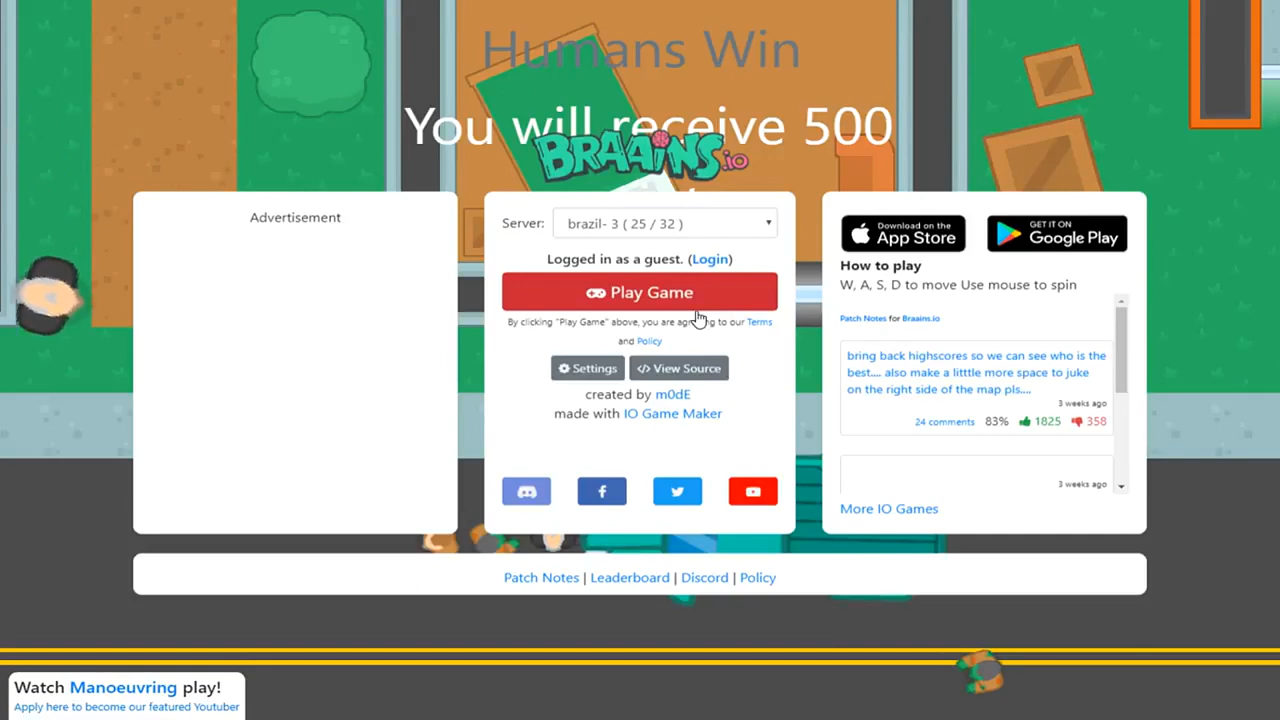 Humans Win
You will receive 500
BRAAINS.io
Advertisement
Server: brazil- 3 ( 25 / 32 )
Logged in as a guest. (Login)
Play Game
By clicking "Play Game" above, you are agreeing to our Terms
and Policy
Settings
</> View Source
created by m0dE
made with IO Game Maker
Download on the
App Store
GET IT ON
Google Play
How to play
W, A, S, D to move Use mouse to spin
Patch Notes for Braains.io
bring back highscores so we can see who is the
best.... also make a litttle more space to juke
on the right side of the map pls....
3 weeks ago
24 comments 83% 1825 358
3 weeks ago
More IO Games
Patch Notes | Leaderboard | Discord | Policy
Watch Manoeuvring play!
Apply here to become our featured Youtuber